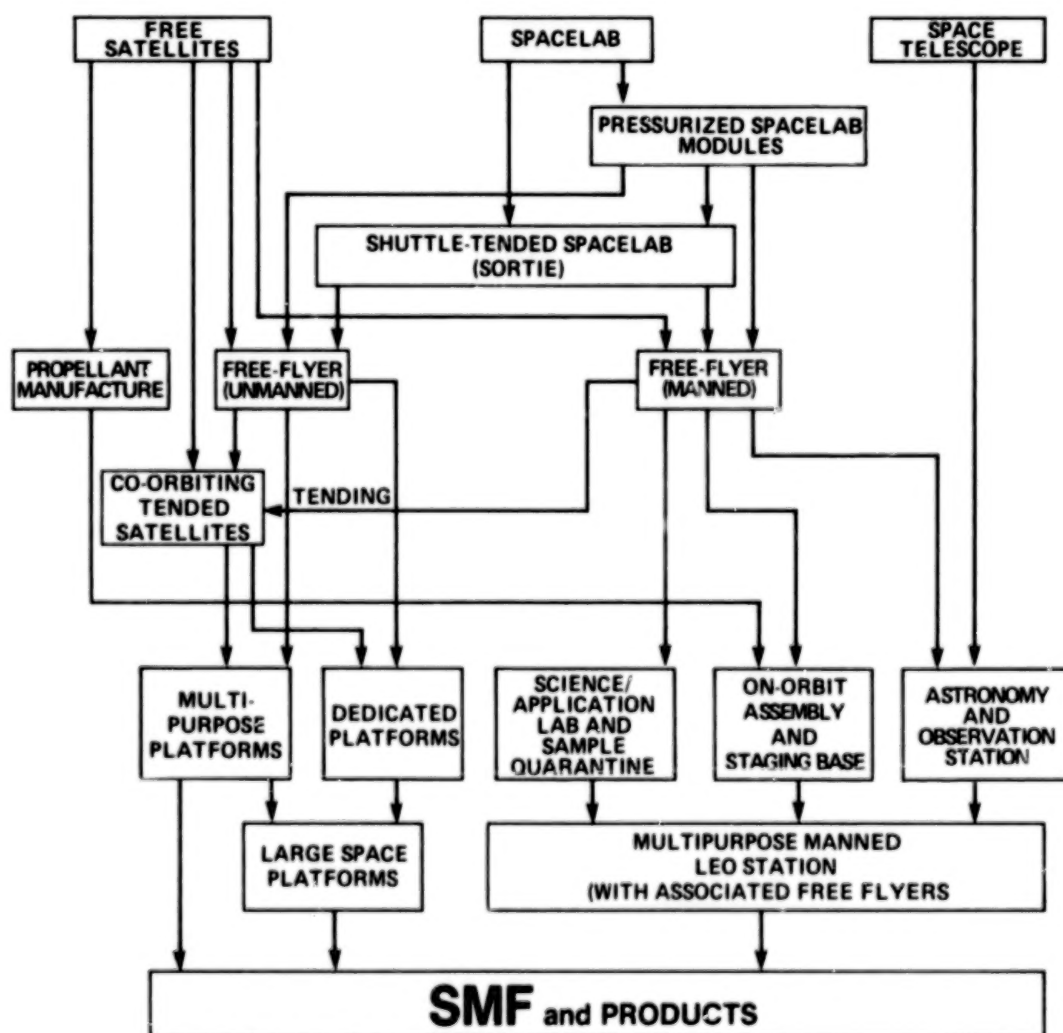 FREE
SATELLITES
SPACELAB
SPACE
TELESCOPE
PRESSURIZED SPACELAB
MODULES
SHUTTLE-TENDED SPACELAB
(SORTIE)
PROPELLANT
MANUFACTURE
FREE-FLYER
(UNMANNED)
FREE-FLYER
(MANNED)
CO-ORBITING
TENDED
SATELLITES
TENDING
MULTI-
PURPOSE
PLATFORMS
DEDICATED
PLATFORMS
SCIENCE/
APPLICATION
LAB AND
SAMPLE
QUARANTINE
ON-ORBIT
ASSEMBLY
AND
STAGING BASE
ASTRONOMY
AND
OBSERVATION
STATION
LARGE SPACE
PLATFORMS
MULTIPURPOSE MANNED
LEO STATION
(WITH ASSOCIATED FREE FLYERS
SMF and PRODUCTS